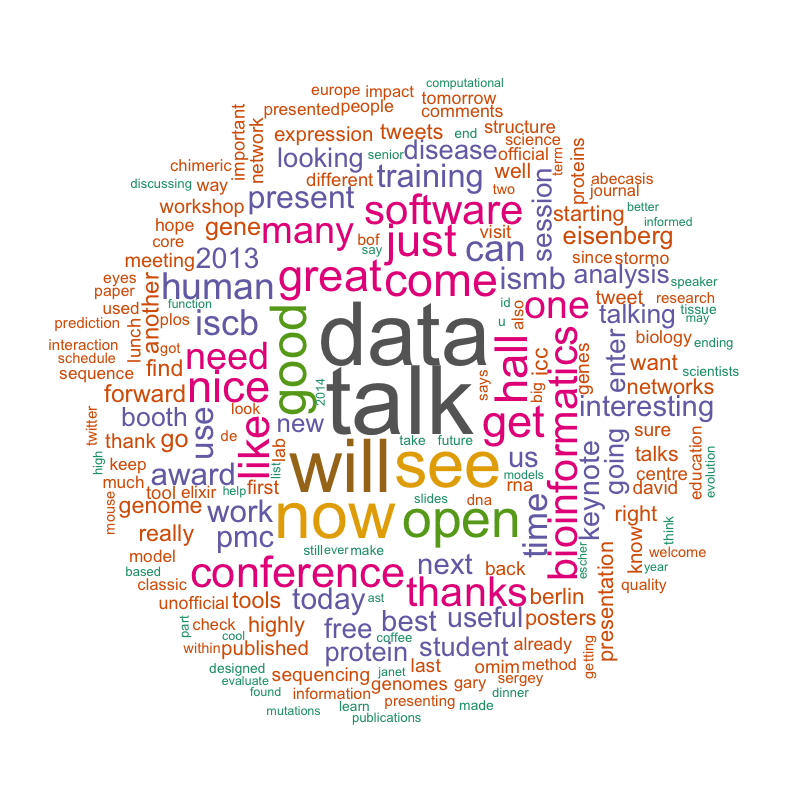 computational
europe impact
tomorrow
presented people
comments
important
network
expression tweets
end
structure
science
looking
senior
disease
official
term
proteins
chimeric
discussing way
different
training
well
abecasis
journal
workshop
present
software
two
session
better
informed
hope
gene
many
bof
say
just
visit
starting
core
can
eisenberg
meeting
2013
great
come
ismb
since stormo
analysis
eyes
paper
another
human
tweet
research
speaker
used
function
iscb
good
data
id
u
also
one
talking
tissue
may
prediction
plos
lunch
hall
bioinformatics
biology
interaction
got
need
talk
icc
genes
enter
ending
schedule
sequence
find
nice
2014
says
big
want
scientists
forward
networks
twitter
booth
use
look
like
get
interesting
thank
go
de
new
lab
list
will
see
take
future
us
keynote
going
sure
talks
education
evolution
high
keep
award
models
centre
much
tool elixir
help
first
rna
david
mouse
genome
work
now
slides
dna
open
time
right
think
really
pmc
still ever make
know
welcome
model
next
back
escher
presentation
year
based
conference
thanks
quality
classic
today
ast
berlin
unofficial
tools
useful
posters
part
check
highly
free
best
cool
coffee
within published
protein
student
already
getting
designed
last
omim
method
evaluate
sequencing
janet
genomes
gary
sergey
found
information
presenting
dinner
mutations
learn
made
publications